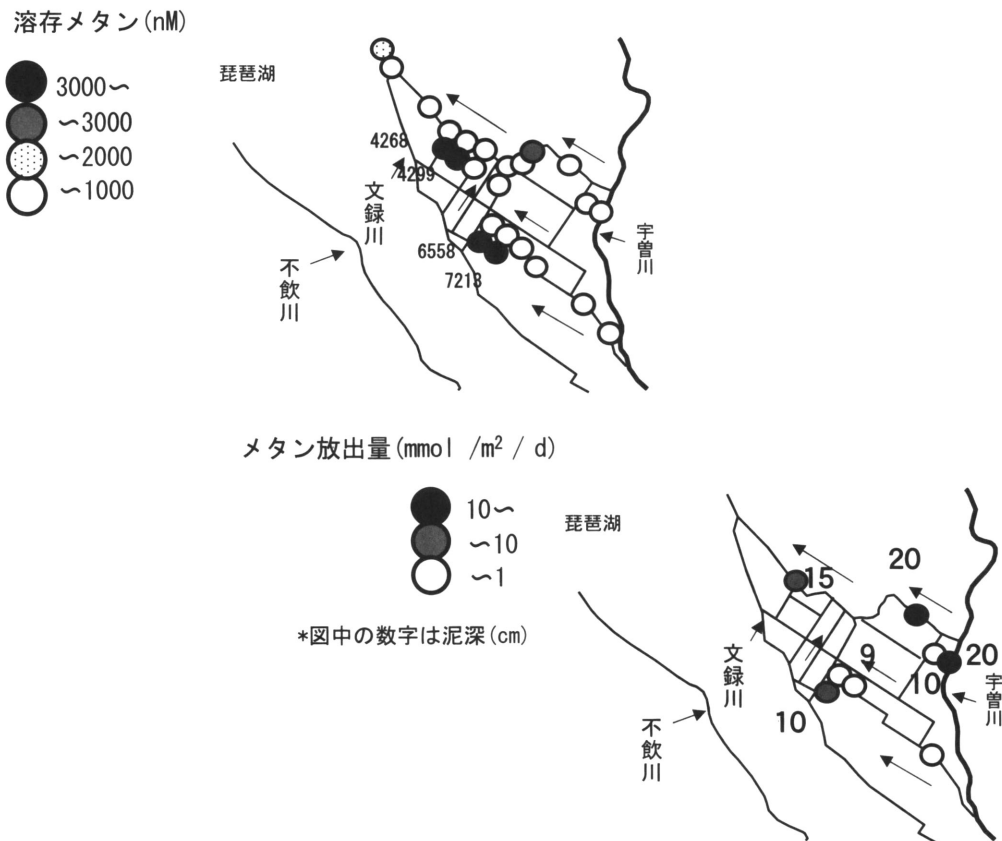 溶存メタン(nM)
3000～
～3000
～2000
～1000
琵琶湖
4268
4299
文禄川
不飲川
6558
7213
宇曽川
メタン放出量(mmol /m² / d)
10～
～10
～1
*図中の数字は泥深(cm)
琵琶湖
15
20
9
10
20
10
文禄川
不飲川
宇曽川